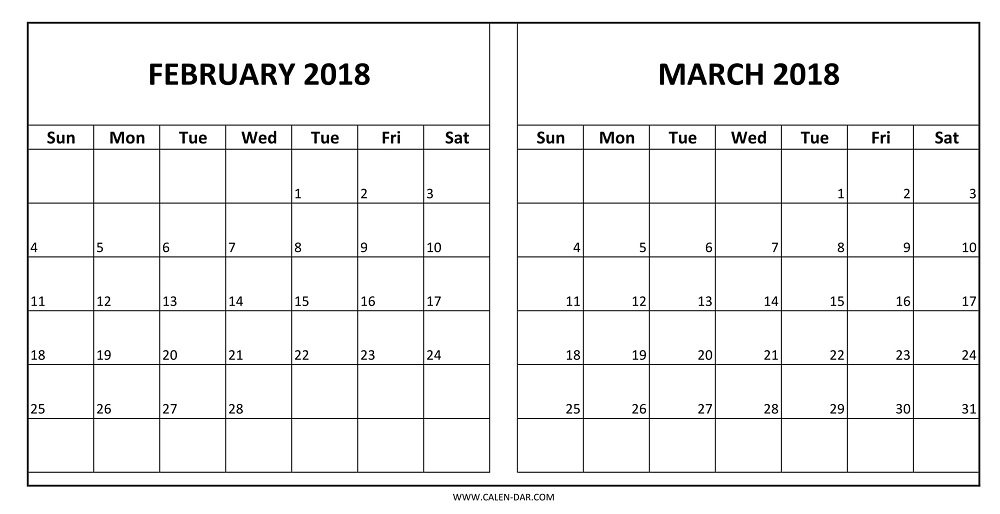 FEBRUARY 2018
Sun Mon Tue Wed Tue Fri Sat
1 2 3
4 5 6 7 8 9 10
11 12 13 14 15 16 17
18 19 20 21 22 23 24
25 26 27 28
MARCH 2018
Sun Mon Tue Wed Tue Fri Sat
1 2 3
4 5 6 7 8 9 10
11 12 13 14 15 16 17
18 19 20 21 22 23 24
25 26 27 28 29 30 31
WWW.CALEN-DAR.COM